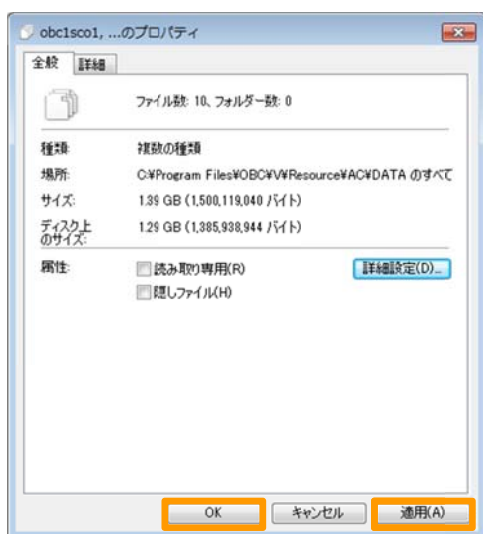 obc1sco1, ...のプロパティ
全般 詳細
ファイル数: 10、フォルダー数: 0
種類: 複数の種類
場所: C:¥Program Files¥OBC¥V¥Resource¥AC¥DATA のすべて
サイズ: 1.39 GB (1,500,119,040 バイト)
ディスク上
のサイズ: 1.29 GB (1,385,938,944 バイト)
属性: 読み取り専用(R) 詳細設定(D)...
隠しファイル(H)
OK キャンセル 適用(A)